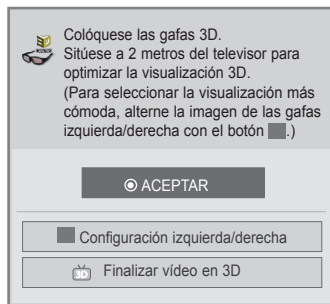 Colóquese las gafas 3D.
Sitúese a 2 metros del televisor para
optimizar la visualización 3D.
(Para seleccionar la visualización más
cómoda, alterne la imagen de las gafas
izquierda/derecha con el botón .)
ACEPTAR
Configuración izquierda/derecha
3D Finalizar vídeo en 3D